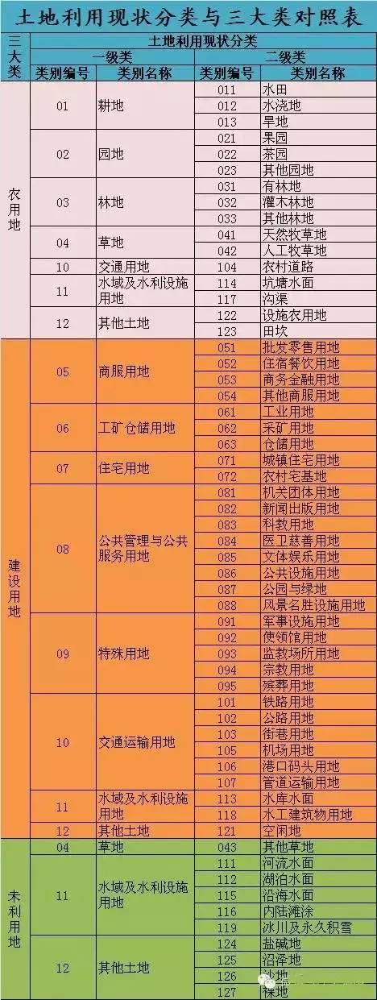 土地利用现状分类与三大类对照表
三大类 土地利用现状分类
一级类 二级类
类别编号 类别名称 类别编号 类别名称
农用地 01 耕地 011 水田
012 水浇地
013 旱地
02 园地 021 果园
022 茶园
023 其他园地
03 林地 031 有林地
032 灌木林地
033 其他林地
04 草地 041 天然牧草地
042 人工牧草地
10 交通用地 104 农村道路
11 水域及水利设施用地 114 坑塘水面
117 沟渠
12 其他土地 122 设施农用地
123 田坎
建设用地 05 商服用地 051 批发零售用地
052 住宿餐饮用地
053 商务金融用地
054 其他商服用地
06 工矿仓储用地 061 工业用地
062 采矿用地
063 仓储用地
07 住宅用地 071 城镇住宅用地
072 农村宅基地
08 公共管理与公共服务用地 081 机关团体用地
082 新闻出版用地
083 科教用地
084 医卫慈善用地
085 文体娱乐用地
086 公共设施用地
087 公园与绿地
088 风景名胜设施用地
09 特殊用地 091 军事设施用地
092 使领馆用地
093 监教场所用地
094 宗教用地
095 殡葬用地
10 交通运输用地 101 铁路用地
102 公路用地
103 街巷用地
105 机场用地
106 港口码头用地
107 管道运输用地
11 水域及水利设施用地 113 水库水面
118 水工建筑物用地
12 其他土地 121 空闲地
未利用地 04 草地 043 其他草地
11 水域及水利设施用地 111 河流水面
112 湖泊水面
115 沿海水面
116 内陆滩涂
119 冰川及永久积雪
12 其他土地 124 盐碱地
125 沼泽地
126 沙地
127 裸地